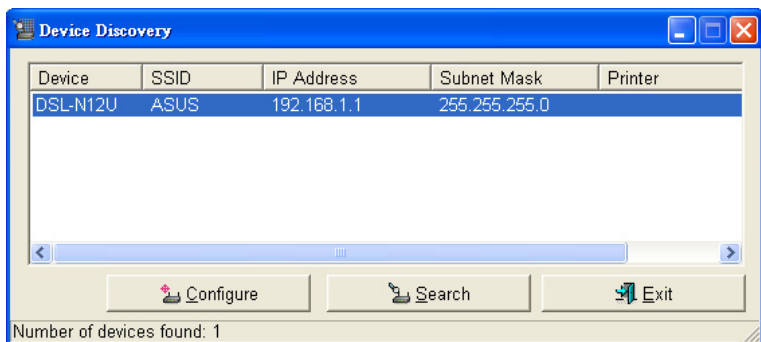 Device Discovery
Device SSID IP Address Subnet Mask Printer
DSL-N12U ASUS 192.168.1.1 255.255.255.0
Configure Search Exit
Number of devices found: 1